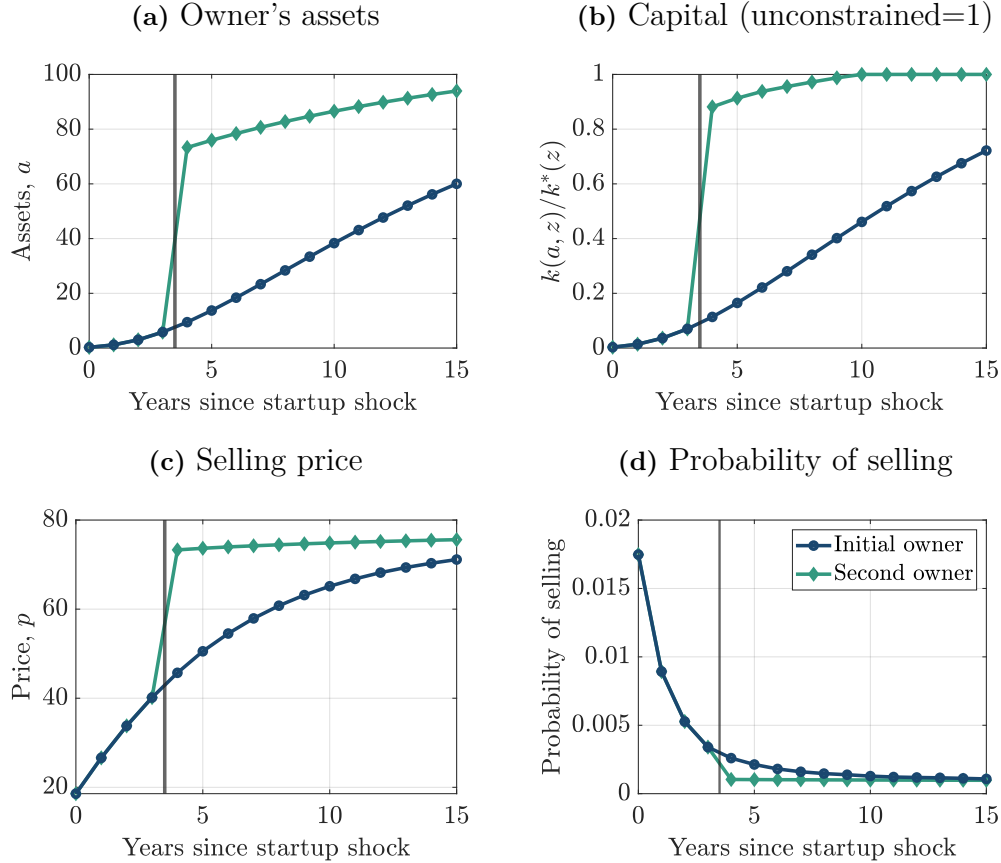 (a) Owner's assets
100
80
60
40
20
0
0 5 10 15
Assets, a
Years since startup shock
(b) Capital (unconstrained=1)
1
0.8
0.6
0.4
0.2
0
0 5 10 15
k(a, z)/k*(z)
Years since startup shock
(c) Selling price
80
60
40
20
0 5 10 15
Price, p
Years since startup shock
(d) Probability of selling
0.02
0.015
0.01
0.005
0
0 5 10 15
Probability of selling
Initial owner
Second owner
Years since startup shock